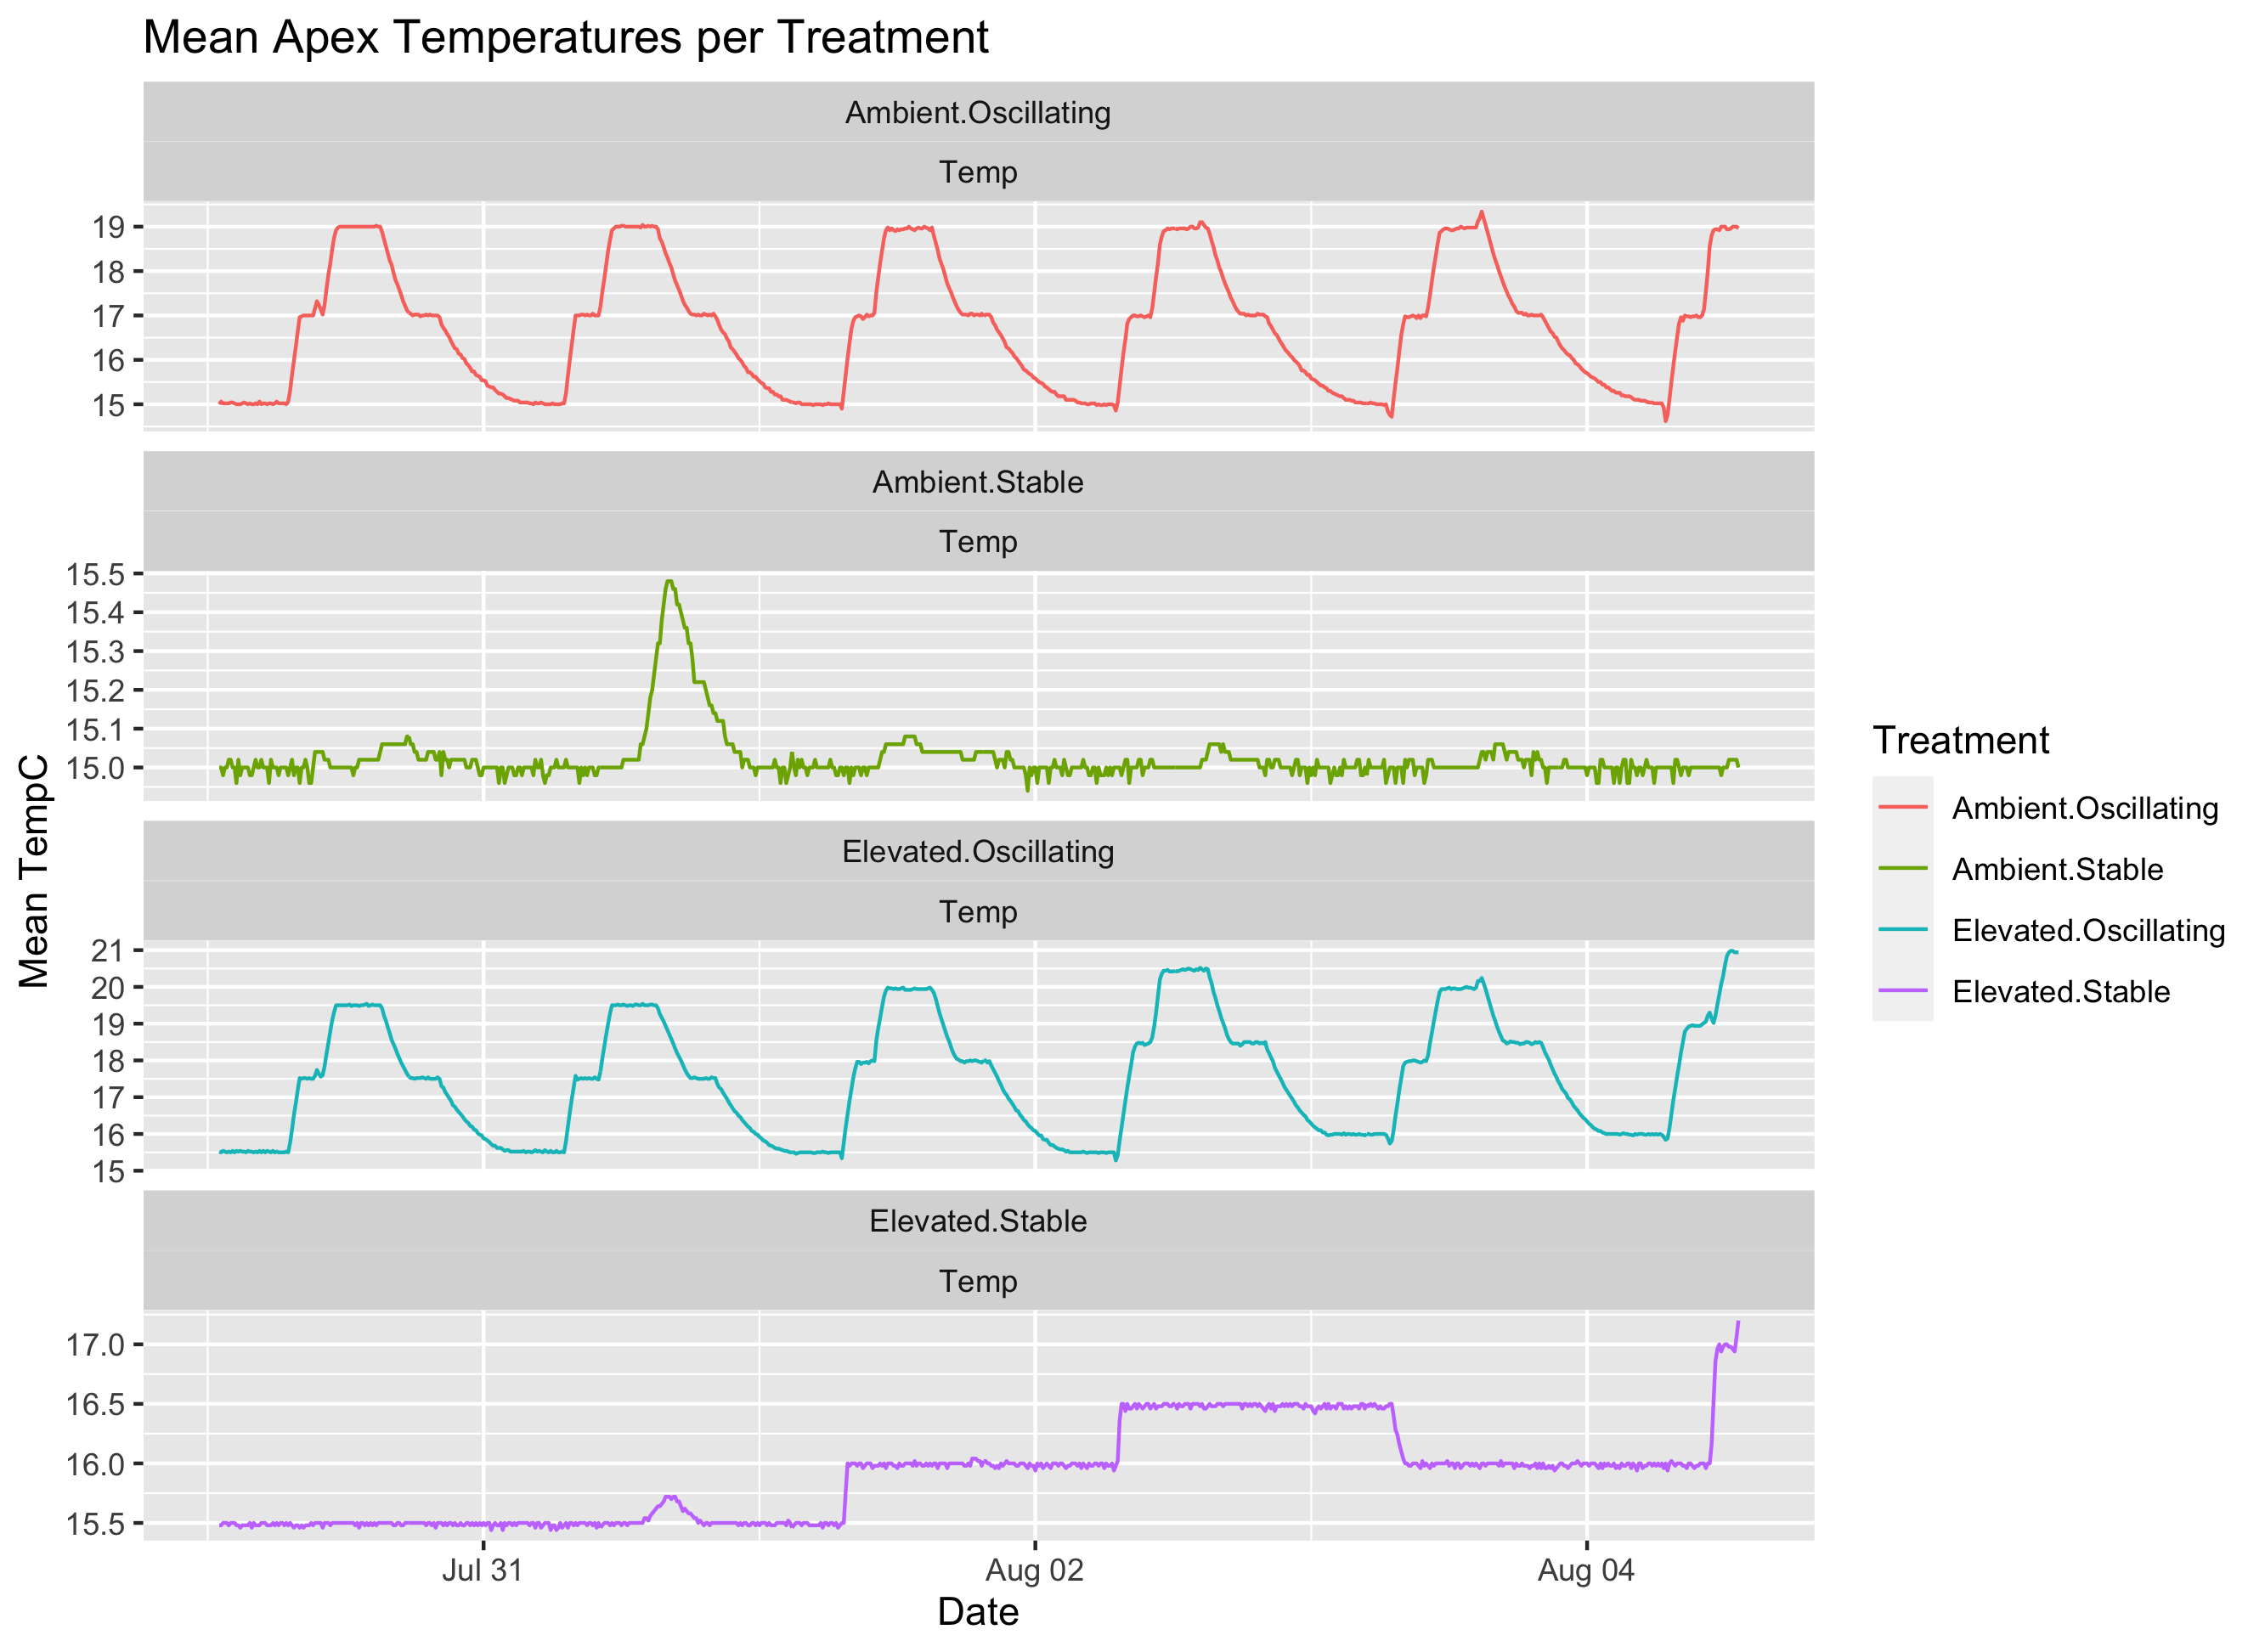 Mean Apex Temperatures per Treatment
Ambient.Oscillating
Temp
19
18
17
16
15
Ambient.Stable
Temp
15.5
15.4
15.3
15.2
15.1
15.0
Elevated.Oscillating
Temp
21
20
19
18
17
16
15
Elevated.Stable
Temp
17.0
16.5
16.0
15.5
Jul 31
Aug 02
Aug 04
Date
Mean TempC
Treatment
Ambient.Oscillating
Ambient.Stable
Elevated.Oscillating
Elevated.Stable